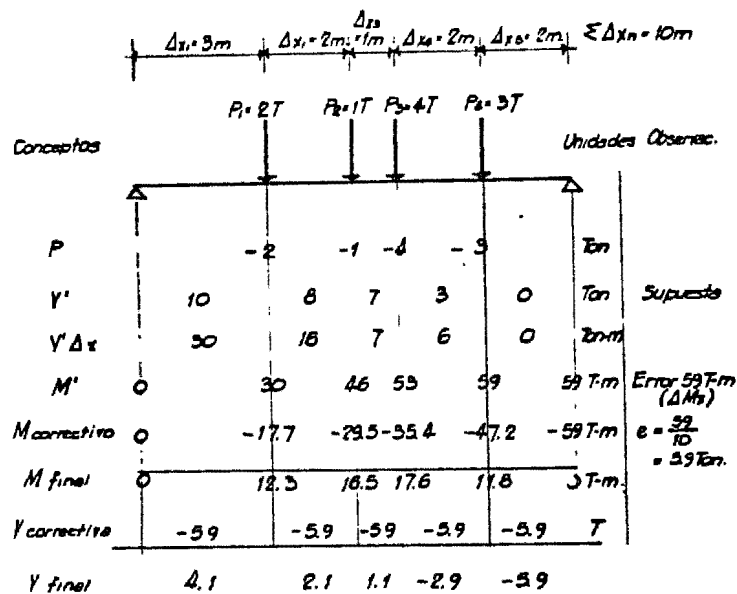 Δx3
Δx1= 3m Δx1= 2m =1m Δx4= 2m Δx5= 2m ΣΔxn= 10m
P1= 2T P2= 1T P3= 4T P4= 3T
Conceptos Unidades Observac.
P -2 -1 -4 -3 Ton
V' 10 8 7 3 0 Ton Supuesta
V'Δx 30 16 7 6 0 Ton-m
M' 0 30 46 53 59 59 T-m Error 59T-m
(ΔM5)
M correctivo 0 -17.7 -29.5 -35.4 -47.2 -59 T-m e = 59/10
= 5.9 Ton.
M final 0 12.3 16.5 17.6 11.8 0 T-m.
V correctiva -5.9 -5.9 -5.9 -5.9 -5.9 T
V final 4.1 2.1 1.1 -2.9 -5.9